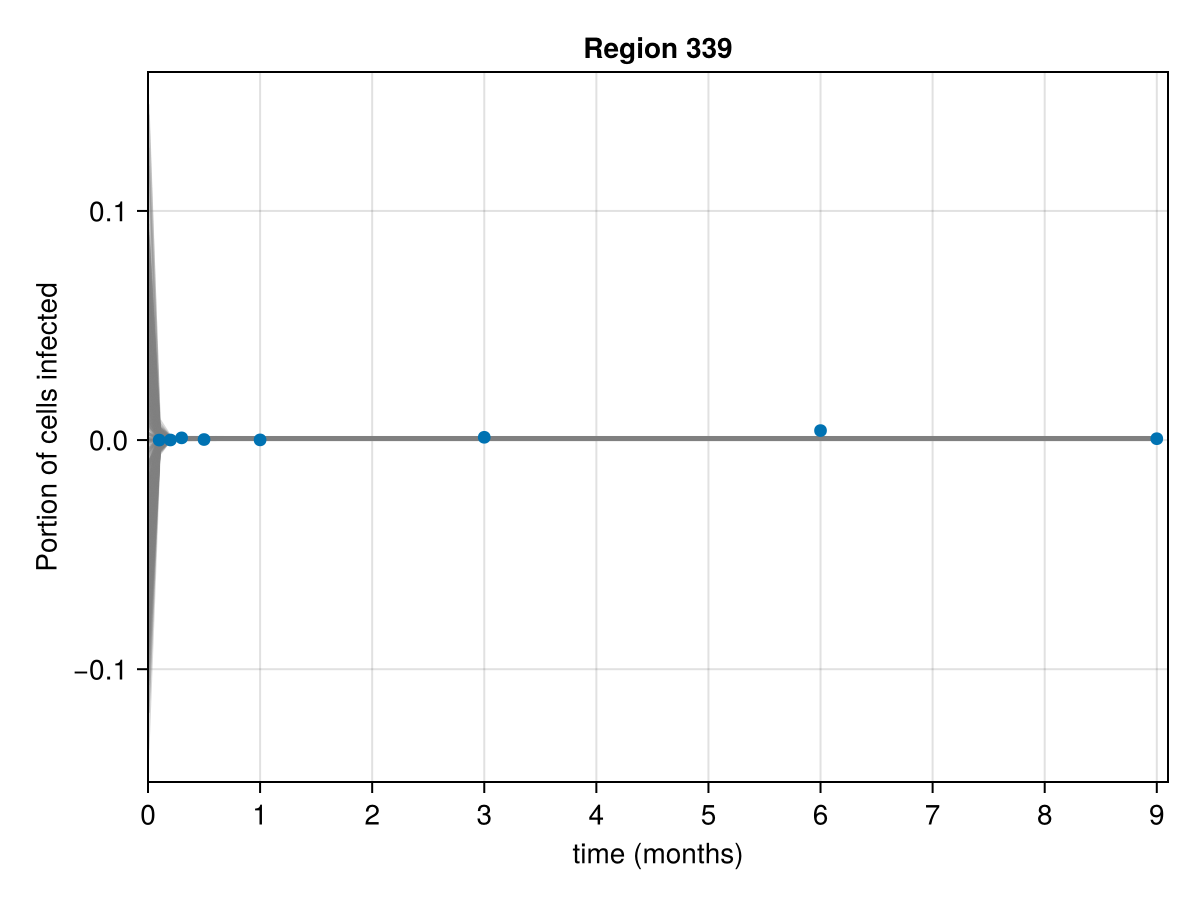 Region 339
Portion of cells infected
0.1
0.0
−0.1
0 1 2 3 4 5 6 7 8 9
time (months)